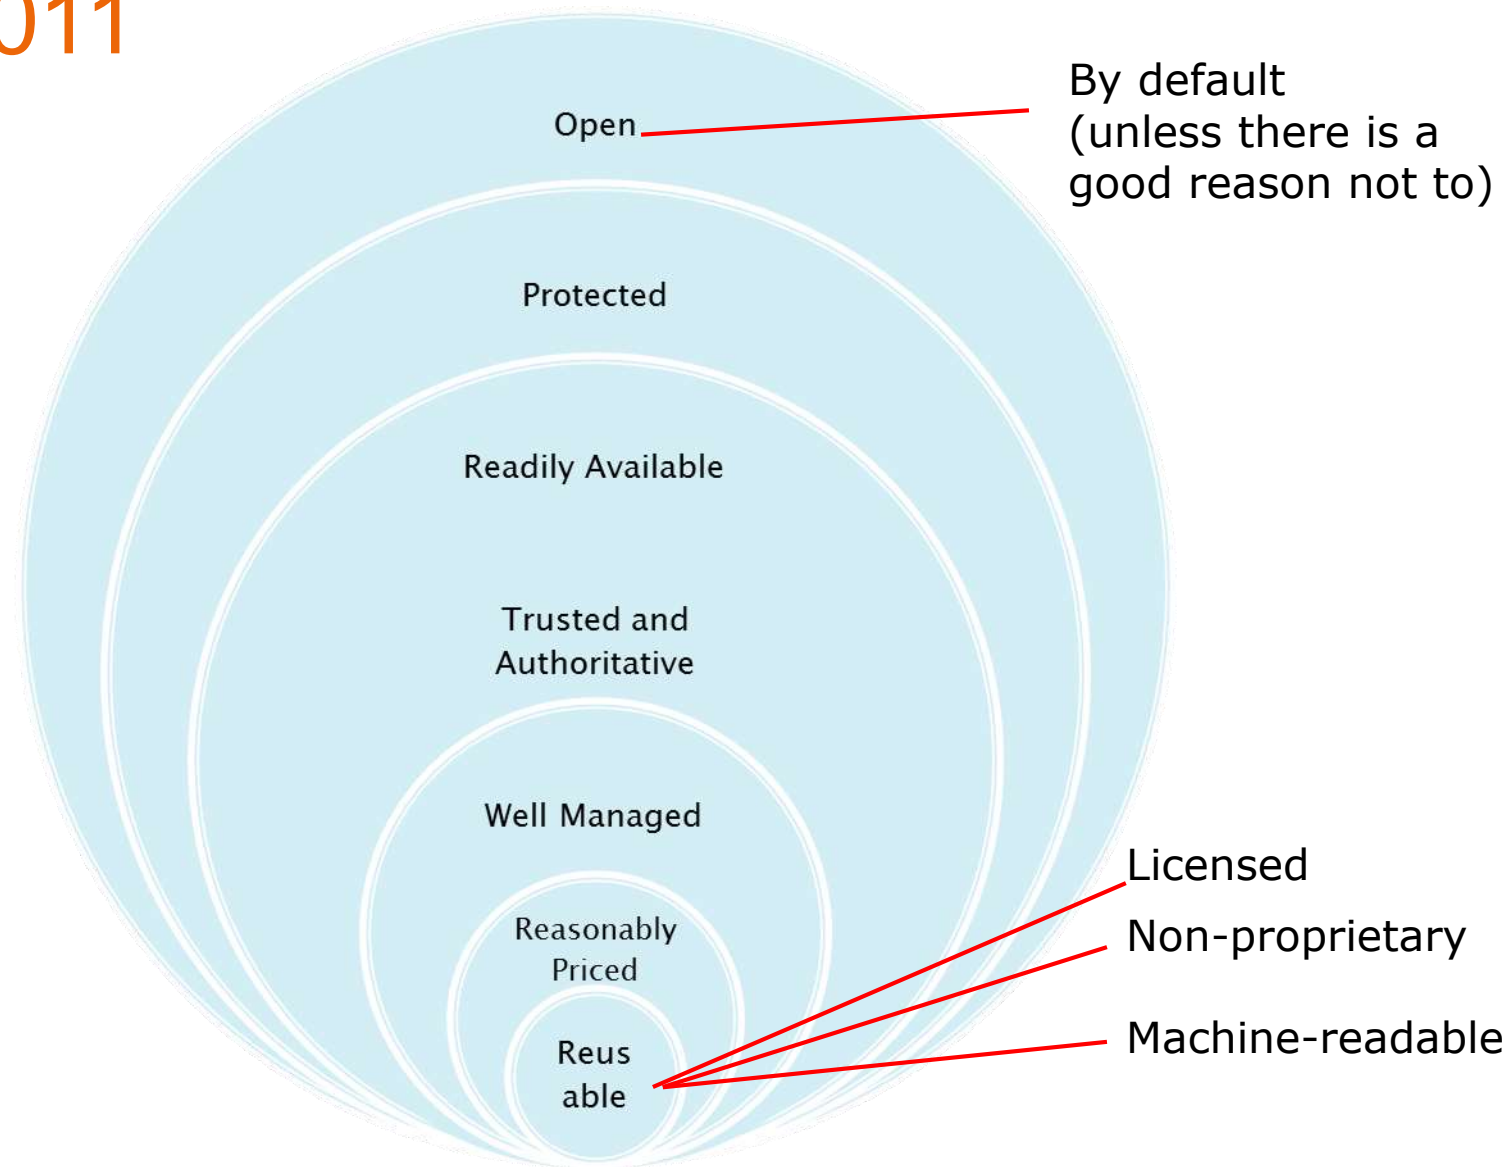 011
By default
(unless there is a
good reason not to)
Open
Protected
Readily Available
Trusted and
Authoritative
Well Managed
Reasonably
Priced
Reus
able
Licensed
Non-proprietary
Machine-readable